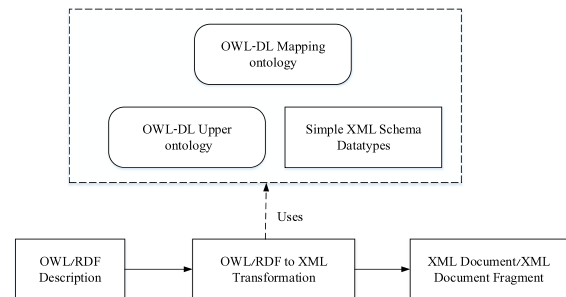 OWL-DL Mapping
ontology
OWL-DL Upper
ontology
Simple XML Schema
Datatypes
Uses
OWL/RDF
Description
OWL/RDF to XML
Transformation
XML Document/XML
Document Fragment